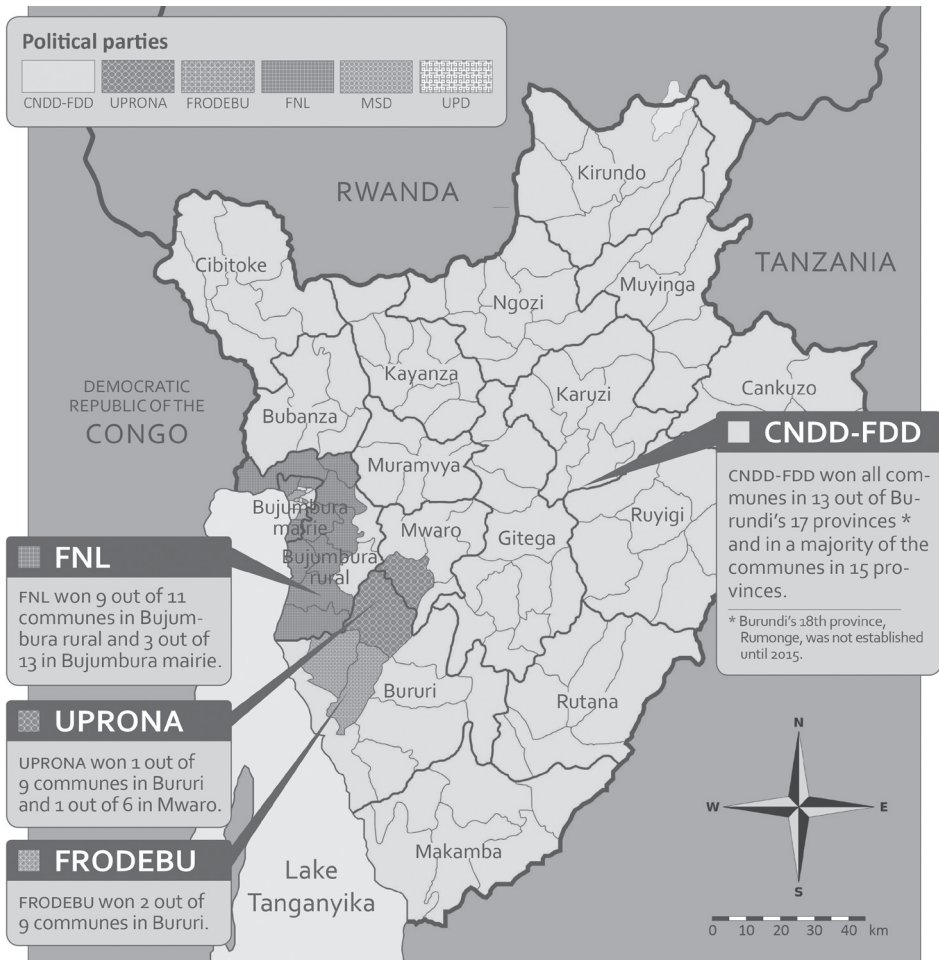 Political parties
CNDD-FDD
UPRONA
FRODEBU
FNL
MSD
UPD
RWANDA
Kirundo
TANZANIA
Cibitoke
Ngozi
Muyinga
Kayanza
Karuzi
Cankuzo
DEMOCRATIC
REPUBLIC OF THE
CONGO
Bubanza
Muramvya
Bujumbura
mairie
Mwaro
Gitega
Ruyigi
Bujumbura
rural
Bururi
Rutana
Makamba
Lake
Tanganyika
CNDD-FDD
CNDD-FDD won all com-
munes in 13 out of Bu-
rundi's 17 provinces *
and in a majority of the
communes in 15 pro-
vinces.
* Burundi's 18th province,
Rumonge, was not established
until 2015.
FNL
FNL won 9 out of 11
communes in Bujum-
bura rural and 3 out of
13 in Bujumbura mairie.
UPRONA
UPRONA won 1 out of
9 communes in Bururi
and 1 out of 6 in Mwaro.
FRODEBU
FRODEBU won 2 out of
9 communes in Bururi.
N
W
E
S
0 10 20 30 40 km